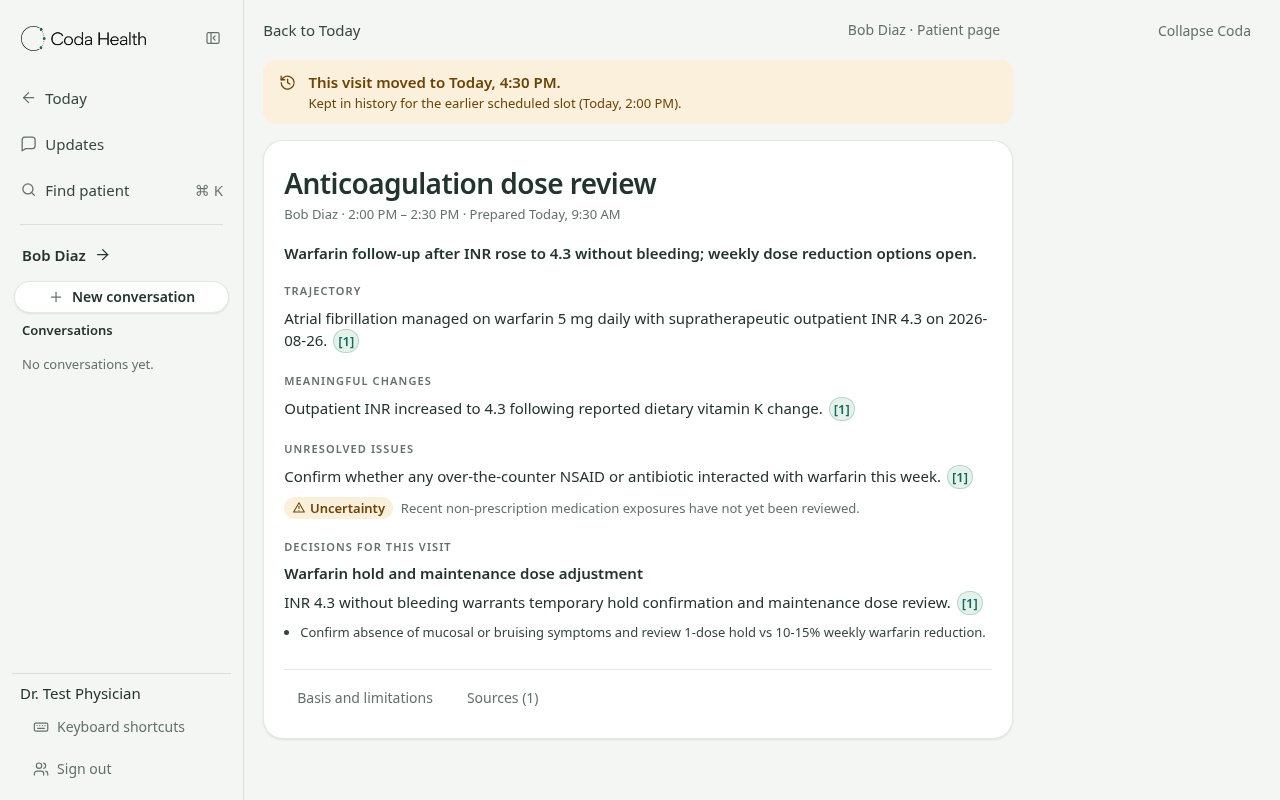 Coda Health
Today
Updates
Find patient ⌘ K
Bob Diaz
New conversation
Conversations
No conversations yet.
Dr. Test Physician
Keyboard shortcuts
Sign out
Back to Today
Bob Diaz · Patient page
Collapse Coda
This visit moved to Today, 4:30 PM.
Kept in history for the earlier scheduled slot (Today, 2:00 PM).
Anticoagulation dose review
Bob Diaz · 2:00 PM – 2:30 PM · Prepared Today, 9:30 AM
Warfarin follow-up after INR rose to 4.3 without bleeding; weekly dose reduction options open.
TRAJECTORY
Atrial fibrillation managed on warfarin 5 mg daily with supratherapeutic outpatient INR 4.3 on 2026-
08-26. [1]
MEANINGFUL CHANGES
Outpatient INR increased to 4.3 following reported dietary vitamin K change. [1]
UNRESOLVED ISSUES
Confirm whether any over-the-counter NSAID or antibiotic interacted with warfarin this week. [1]
Uncertainty Recent non-prescription medication exposures have not yet been reviewed.
DECISIONS FOR THIS VISIT
Warfarin hold and maintenance dose adjustment
INR 4.3 without bleeding warrants temporary hold confirmation and maintenance dose review. [1]
• Confirm absence of mucosal or bruising symptoms and review 1-dose hold vs 10-15% weekly warfarin reduction.
Basis and limitations
Sources (1)